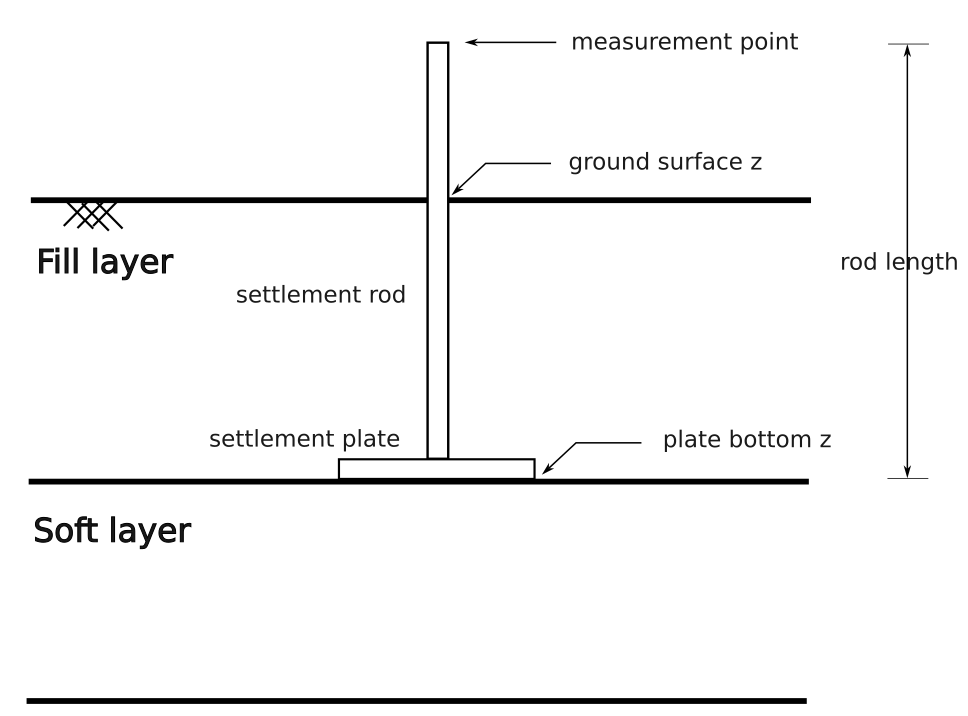 measurement point
ground surface z
Fill layer
rod length
settlement rod
settlement plate
plate bottom z
Soft layer